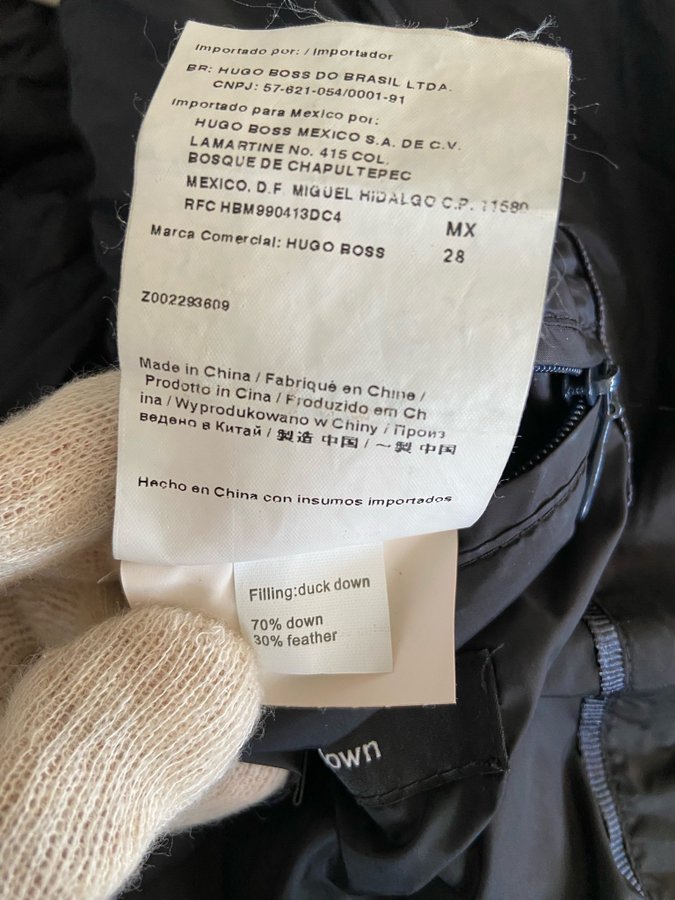 Importado por: / Importador
BR: HUGO BOSS DO BRASIL LTDA.
CNPJ: 57-621-054/0001-91
Importado para Mexico por:
HUGO BOSS MEXICO S.A. DE C.V.
LAMARTINE No. 415 COL.
BOSQUE DE CHAPULTEPEC
MEXICO, D.F. MIGUEL HIDALGO C.P. 11580
RFC HBM990413DC4
MX
Marca Comercial: HUGO BOSS
28
Z002293609
Made in China / Fabriqué en Chine /
Prodotto in Cina / Produzido em Ch
ina / Wyprodukowano w Chiny / Произ
ведено в Китай / 製造 中国 / ㄧ製 中国
Hecho en China con insumos importados
Filling:duck down
70% down
30% feather
down